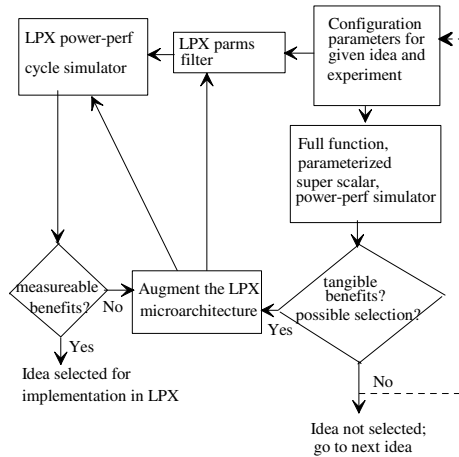 LPX power-perf
cycle simulator
LPX parms
filter
Configuration
parameters for
given idea and
experiment
Full function,
parameterized
super scalar,
power-perf simulator
measureable
benefits?
No
Augment the LPX
microarchitecture
tangible
benefits?
possible selection?
Yes
Yes
Idea selected for
implementation in LPX
No
Idea not selected;
go to next idea